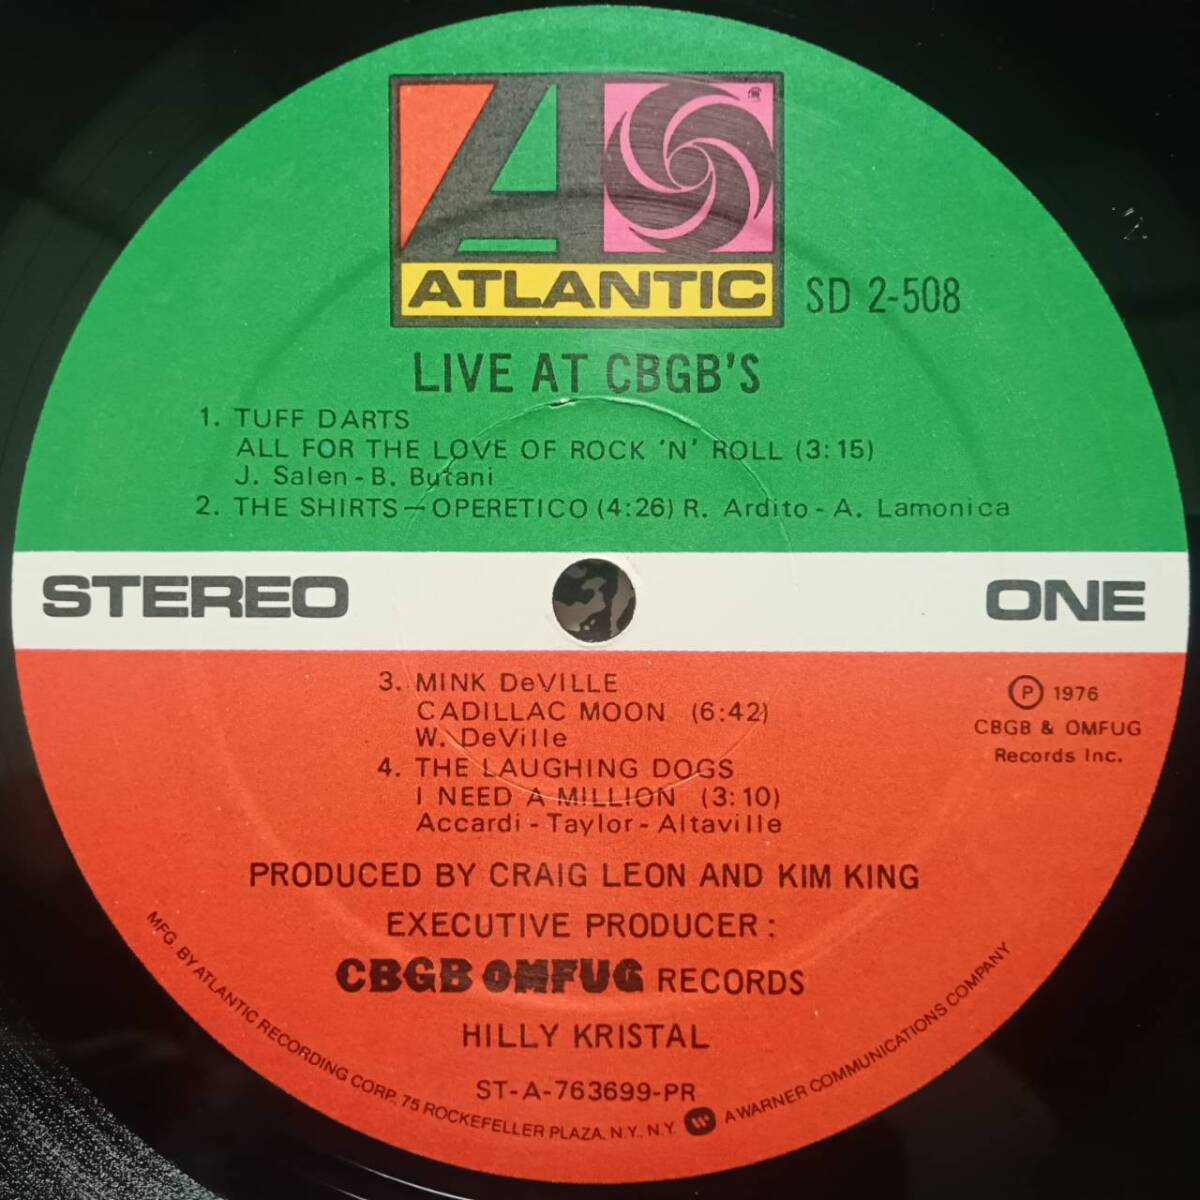 ATLANTIC
SD 2-508
LIVE AT CBGB'S
1. TUFF DARTS
ALL FOR THE LOVE OF ROCK 'N' ROLL (3:15)
J. Salen - B. Butani
2. THE SHIRTS — OPERETICO (4:26) R. Ardito - A. Lamonica
STEREO ONE
3. MINK DeVILLE
CADILLAC MOON (6:42)
W. DeVille
4. THE LAUGHING DOGS
I NEED A MILLION (3:10)
Accardi - Taylor - Altaville
Ⓟ 1976
CBGB & OMFUG
Records Inc.
PRODUCED BY CRAIG LEON AND KIM KING
EXECUTIVE PRODUCER :
CBGB OMFUG RECORDS
HILLY KRISTAL
ST-A-763699-PR
MFG. BY ATLANTIC RECORDING CORP., 75 ROCKEFELLER PLAZA, N.Y., N.Y. A WARNER COMMUNICATIONS COMPANY